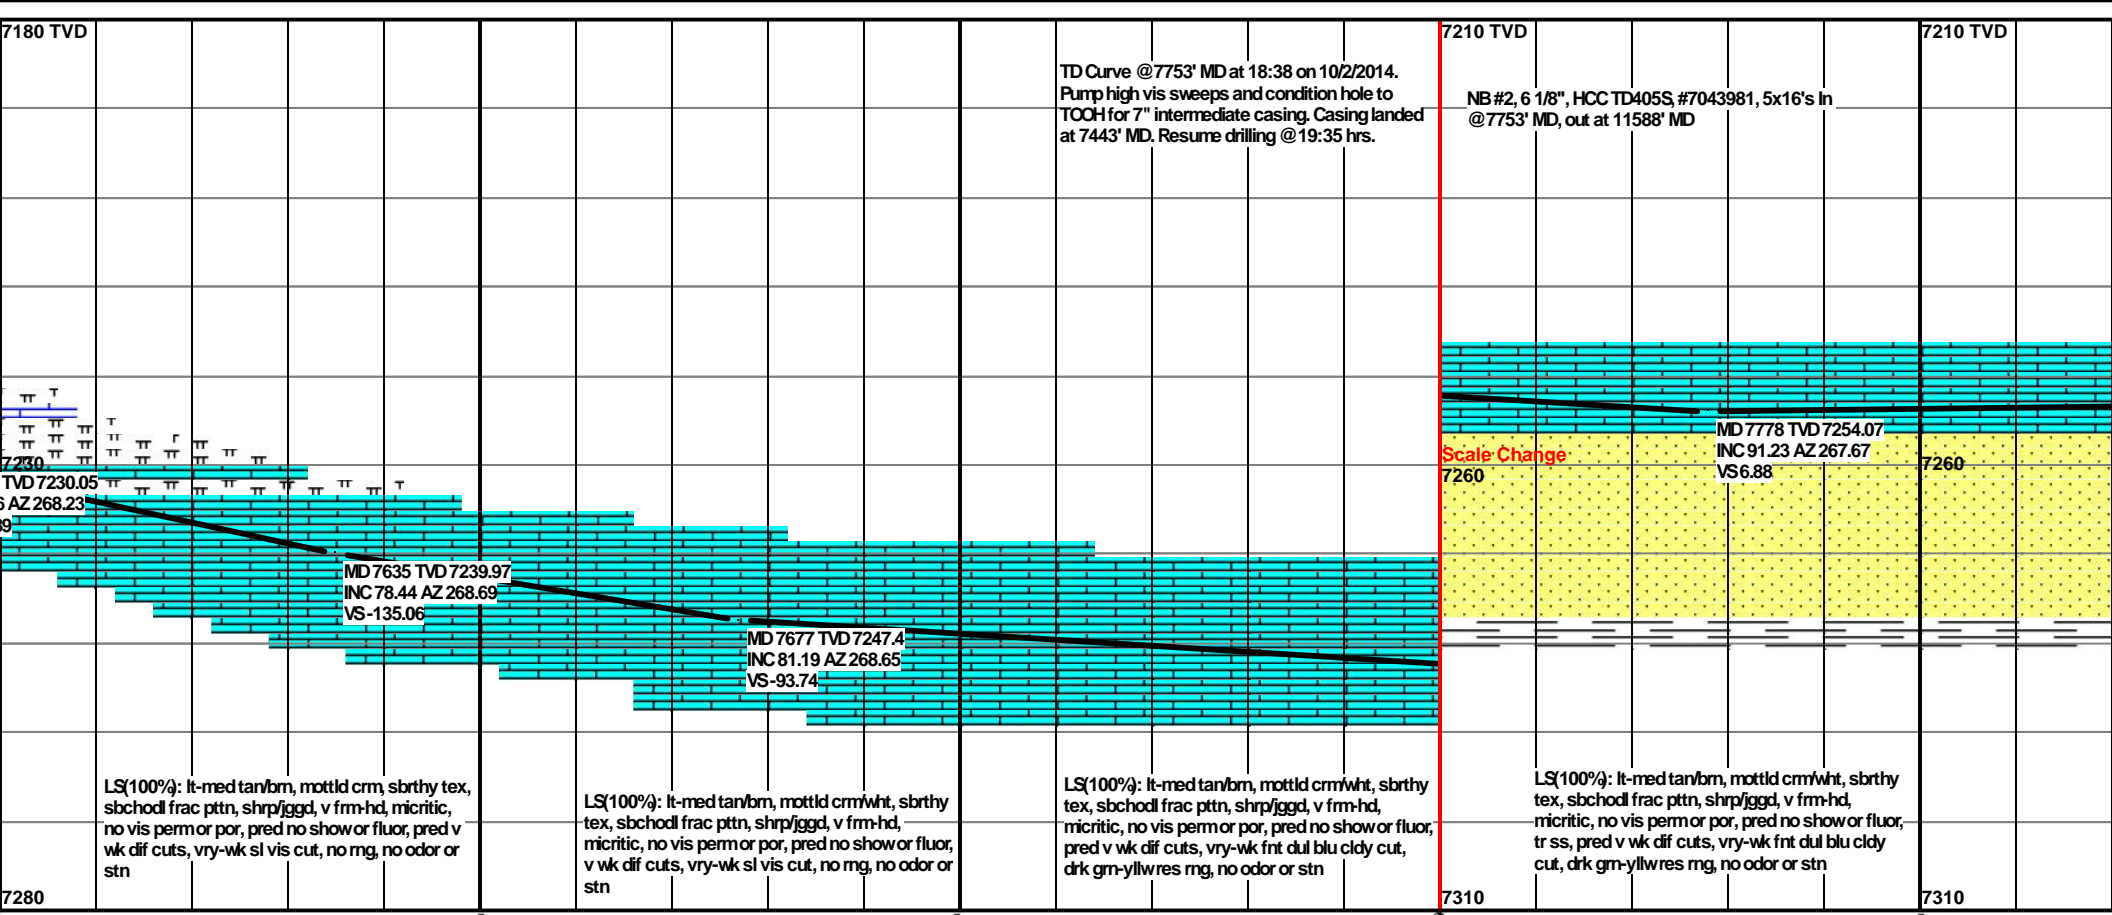 7180 TVD
7210 TVD
7210 TVD
TD Curve @7753' MD at 18:38 on 10/2/2014.
Pump high vis sweeps and condition hole to
TOOH for 7" intermediate casing. Casing landed
at 7443' MD. Resume drilling @19:35 hrs.
NB #2, 6 1/8", HCC TD405S, #7043981, 5x16's In
@7753' MD, out at 11588' MD
7230
TVD 7230.05
6 AZ 268.23
MD 7635 TVD 7239.97
INC 78.44 AZ 268.69
VS -135.06
MD 7677 TVD 7247.4
INC 81.19 AZ 268.65
VS -93.74
Scale Change
7260
MD 7778 TVD 7254.07
INC 91.23 AZ 267.67
VS 6.88
7260
LS(100%): lt-med tan/brn, mottld crm, sbrthy tex,
sbchodl frac pttn, shrp/jggd, v frm-hd, micritic,
no vis perm or por, pred no show or fluor, pred v
wk dif cuts, vry-wk sl vis cut, no rng, no odor or
stn
LS(100%): lt-med tan/brn, mottld crm/wht, sbrthy
tex, sbchodl frac pttn, shrp/jggd, v frm-hd,
micritic, no vis perm or por, pred no show or fluor,
v wk dif cuts, vry-wk sl vis cut, no rng, no odor or
stn
LS(100%): lt-med tan/brn, mottld crm/wht, sbrthy
tex, sbchodl frac pttn, shrp/jggd, v frm-hd,
micritic, no vis perm or por, pred no show or fluor,
pred v wk dif cuts, vry-wk fnt dul blu cldy cut,
drk grn-yllw res rng, no odor or stn
LS(100%): lt-med tan/brn, mottld crm/wht, sbrthy
tex, sbchodl frac pttn, shrp/jggd, v frm-hd,
micritic, no vis perm or por, pred no show or fluor,
tr ss, pred v wk dif cuts, vry-wk fnt dul blu cldy
cut, drk grn-yllw res rng, no odor or stn
7280
7310
7310